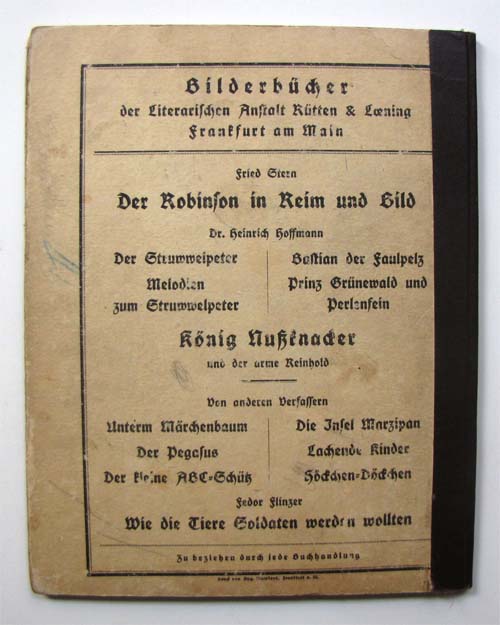 Bilderbücher
der Literarischen Anstalt Rütten & Lœning
Frankfurt am Main
Fried Stern
Der Robinson in Reim und Bild
Dr. Heinrich Hoffmann
Der Struwwelpeter
Melodien
zum Struwwelpeter
Bastian der Faulpelz
Prinz Grünewald und
Perlenfein
König Nußknacker
und der arme Reinhold
Von anderen Verfassern
Unterm Märchenbaum
Der Pegasus
Der kleine ABC-Schütz
Die Insel Marzipan
Lachende Kinder
Höckchen-Döckchen
Fedor Flinzer
Wie die Tiere Soldaten werden wollten
Zu beziehen durch jede Buchhandlung
Frankfurt a. M.